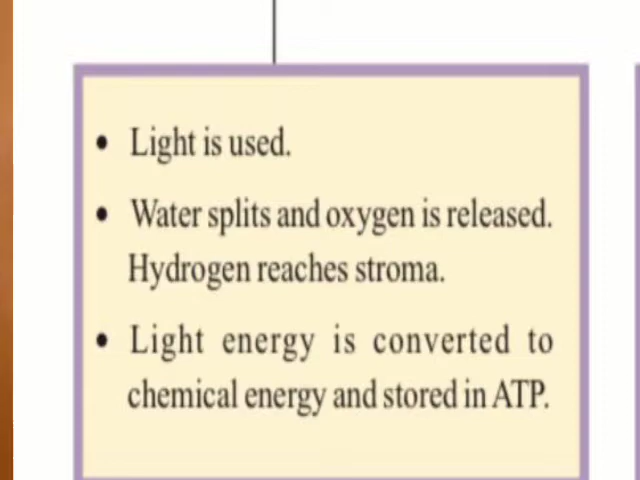 • Light is used.
• Water splits and oxygen is released.
Hydrogen reaches stroma.
• Light energy is converted to
chemical energy and stored in ATP.